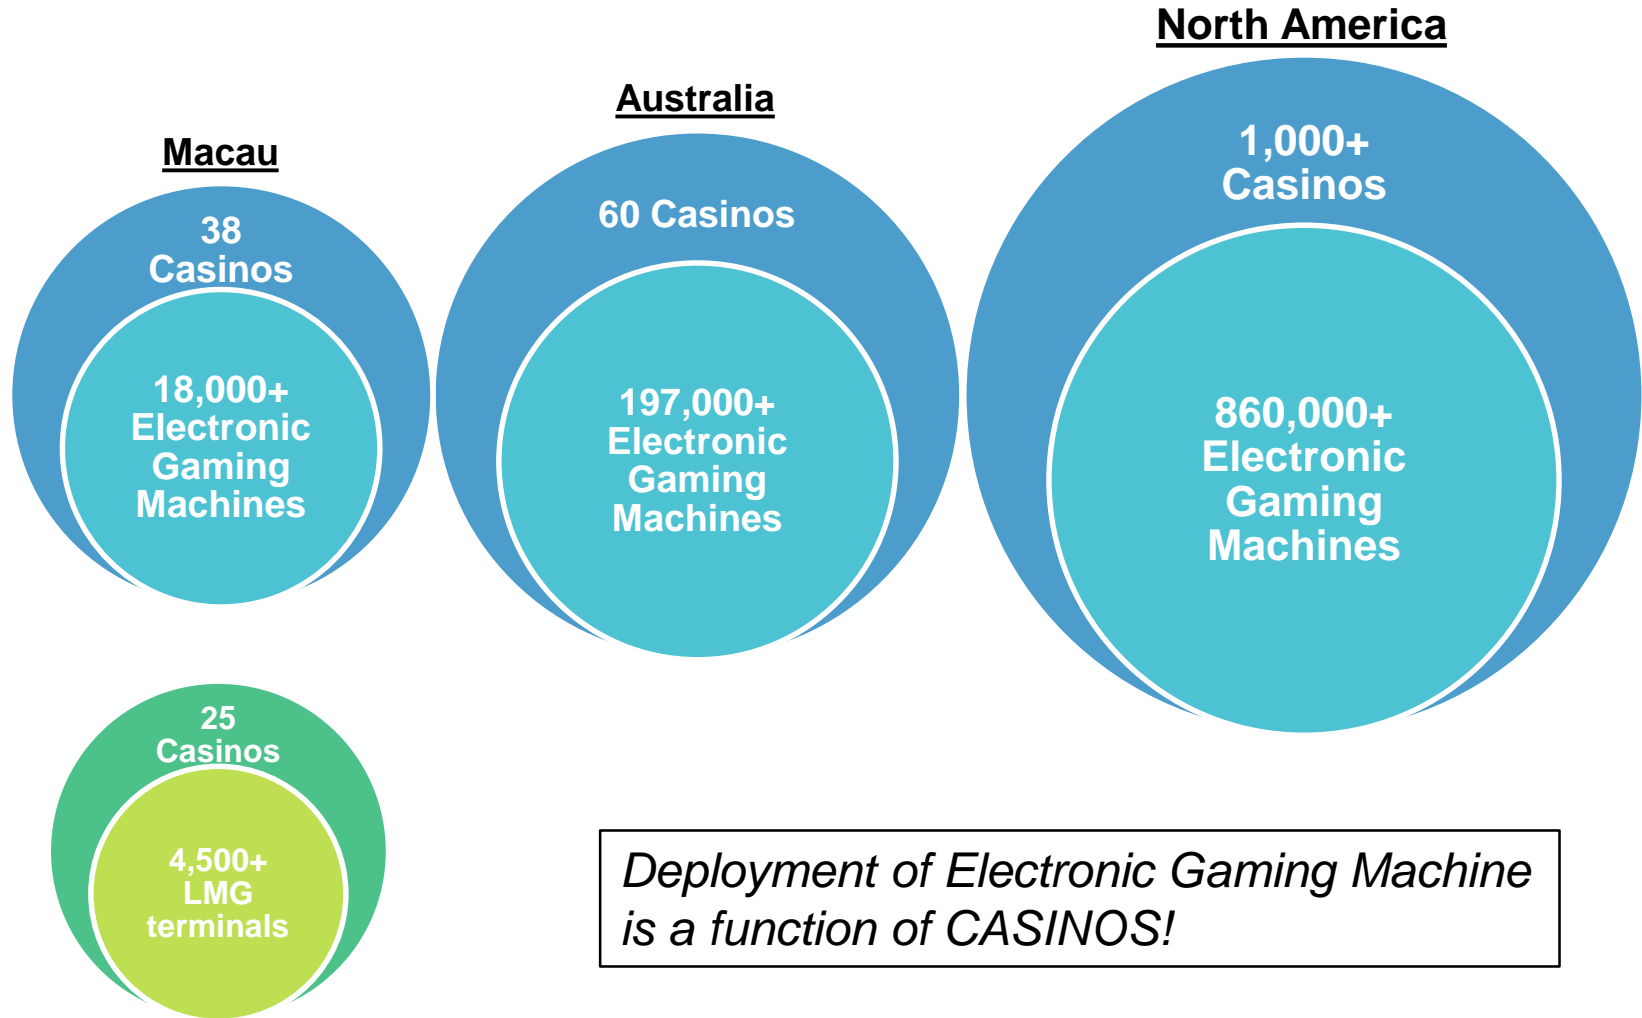 Macau
38
Casinos
18,000+
Electronic
Gaming
Machines
Australia
60 Casinos
197,000+
Electronic
Gaming
Machines
North America
1,000+
Casinos
860,000+
Electronic
Gaming
Machines
25
Casinos
4,500+
LMG
terminals
Deployment of Electronic Gaming Machine
is a function of CASINOS!